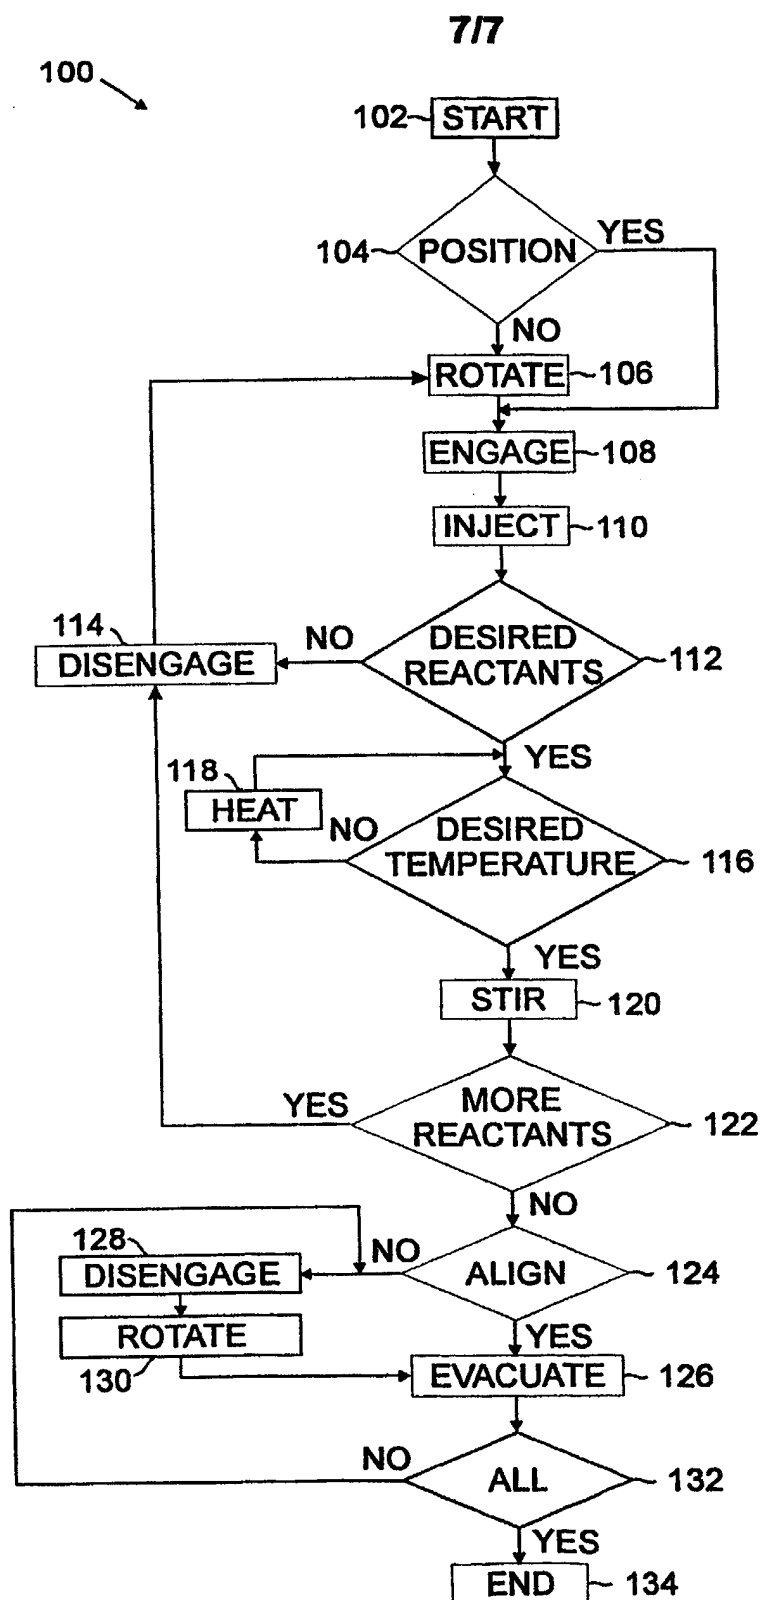 7/7
100
102 START
104 POSITION YES
NO
ROTATE 106
ENGAGE 108
INJECT 110
114
DISENGAGE NO
DESIRED
REACTANTS 112
YES
118
HEAT NO
DESIRED
TEMPERATURE 116
YES
STIR 120
YES
MORE
REACTANTS 122
NO
128
DISENGAGE NO ALIGN 124
ROTATE
130
YES
EVACUATE 126
NO ALL 132
YES
END 134